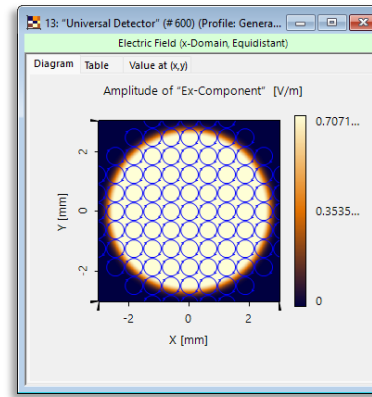 13: "Universal Detector" (# 600) (Profile: Genera...
Electric Field (x-Domain, Equidistant)
Diagram Table Value at (x,y)
Amplitude of "Ex-Component" [V/m]
0.7071...
2
0.3535...
0
Y [mm]
-2
0
-2 0 2
X [mm]